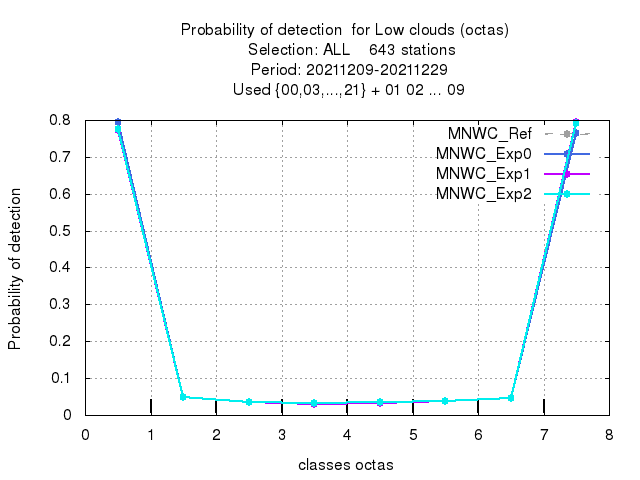 Probability of detection  for Low clouds (octas)
Selection: ALL    643 stations
Period: 20211209-20211229
Used {00,03,...,21} + 01 02 ... 09
MNWC_Ref
MNWC_Exp0
MNWC_Exp1
MNWC_Exp2
Probability of detection
0.8
0.7
0.6
0.5
0.4
0.3
0.2
0.1
0
0 1 2 3 4 5 6 7 8
classes octas